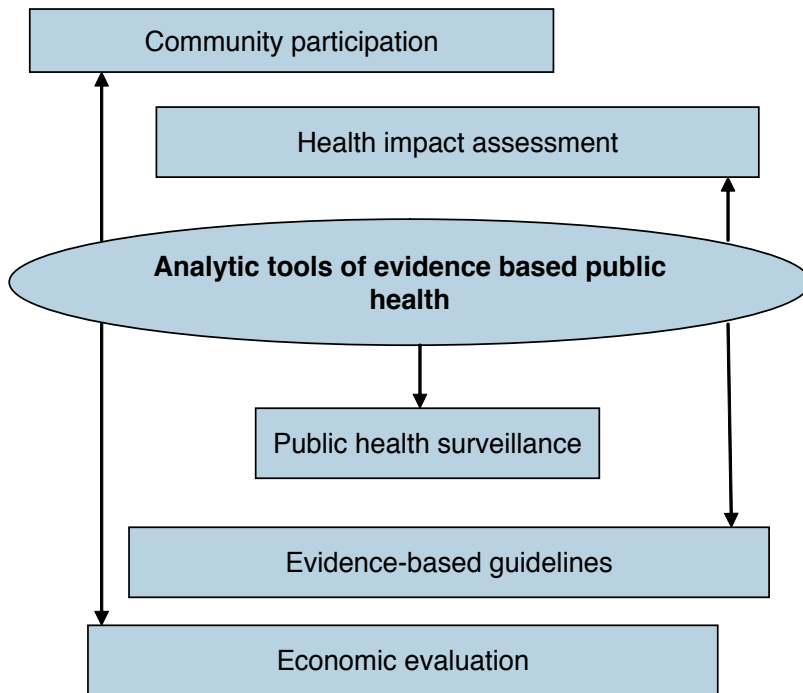 Community participation
Health impact assessment
Analytic tools of evidence based public
health
Public health surveillance
Evidence-based guidelines
Economic evaluation